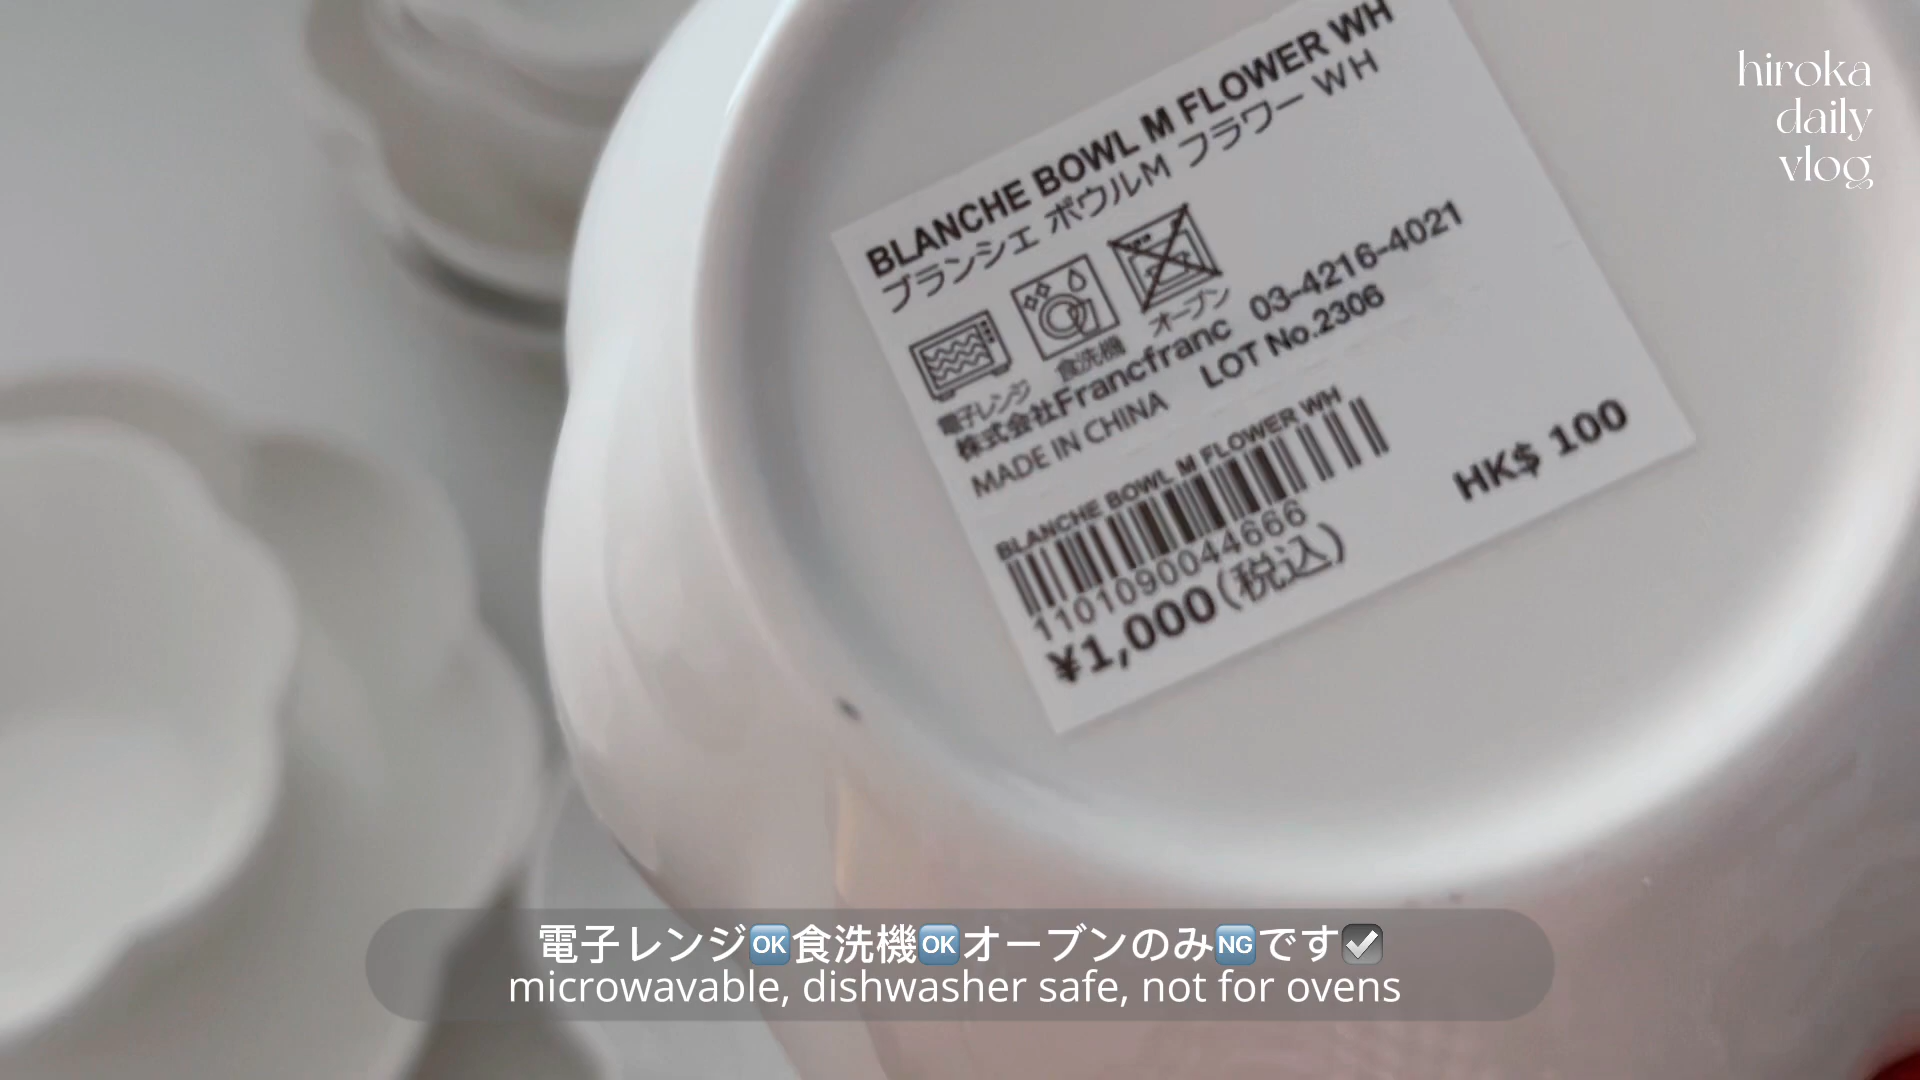 hiroka
daily
vlog
BLANCHE BOWL M FLOWER WH
ブランシェ ボウルM フラワー WH
電子レンジ
食洗機
オーブン
株式会社Francfranc 03-4216-4021
MADE IN CHINA LOT No.2306
BLANCHE BOWL M FLOWER WH
1101090044666
¥1,000(税込)
HK$ 100
電子レンジ🆗食洗機🆗オーブンのみ🆖です☑
microwavable, dishwasher safe, not for ovens